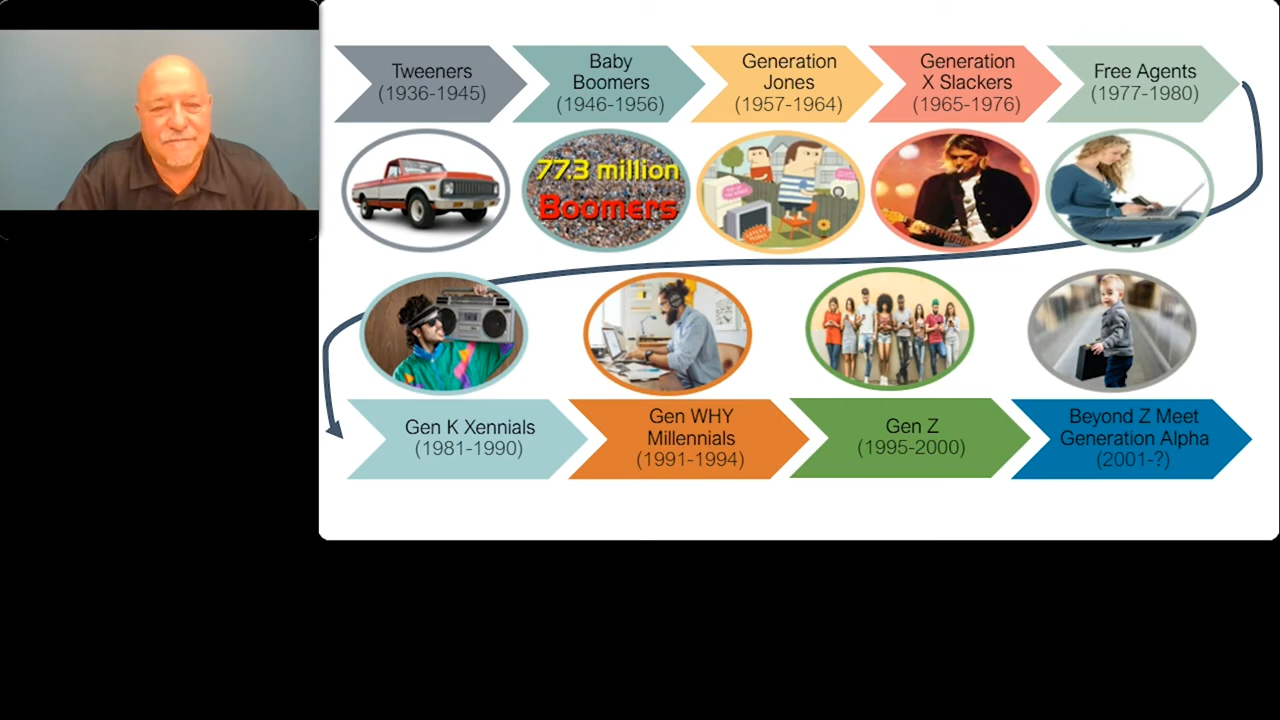 Tweeners
(1936-1945)
Baby
Boomers
(1946-1956)
Generation
Jones
(1957-1964)
Generation
X Slackers
(1965-1976)
Free Agents
(1977-1980)
77.3 million
Boomers
Gen K Xennials
(1981-1990)
Gen WHY
Millennials
(1991-1994)
Gen Z
(1995-2000)
Beyond Z Meet
Generation Alpha
(2001-?)